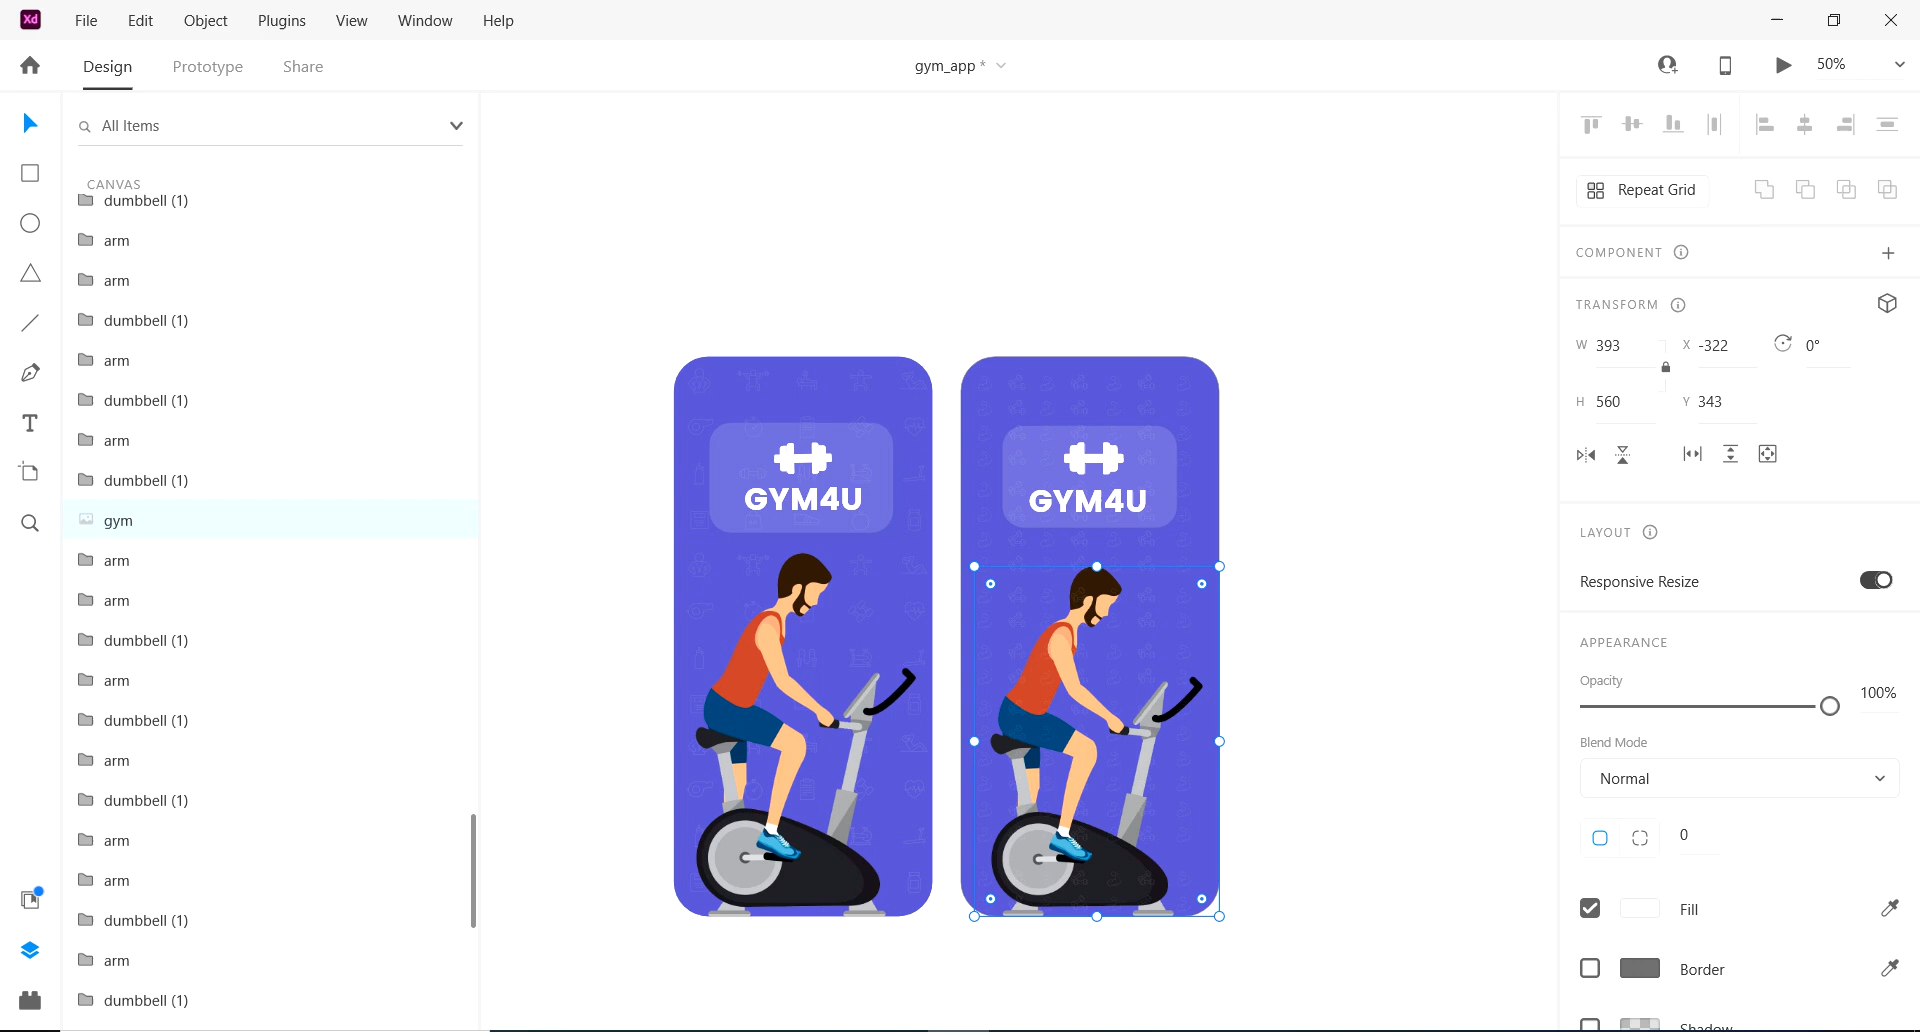 Xd File Edit Object Plugins View Window Help
Design Prototype Share gym_app * 50%
All Items
CANVAS
dumbbell (1)
arm
arm
dumbbell (1)
arm
dumbbell (1)
arm
dumbbell (1)
gym
arm
arm
dumbbell (1)
arm
dumbbell (1)
arm
dumbbell (1)
arm
arm
dumbbell (1)
arm
dumbbell (1)
GYM4U
GYM4U
Repeat Grid
COMPONENT
TRANSFORM
W 393 X -322 0°
H 560 Y 343
LAYOUT
Responsive Resize
APPEARANCE
Opacity
100%
Blend Mode
Normal
0
Fill
Border
Shadow